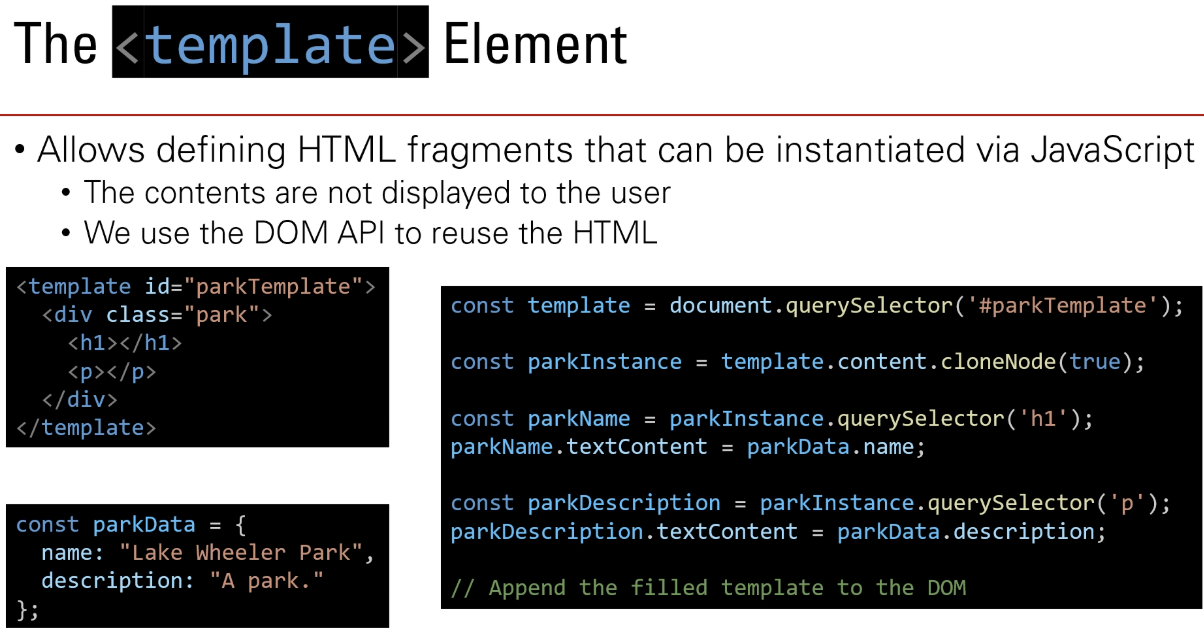 The <template> Element
• Allows defining HTML fragments that can be instantiated via JavaScript
• The contents are not displayed to the user
• We use the DOM API to reuse the HTML
<template id="parkTemplate">
  <div class="park">
    <h1></h1>
    <p></p>
  </div>
</template>
const parkData = {
  name: "Lake Wheeler Park",
  description: "A park."
};
const template = document.querySelector('#parkTemplate');
const parkInstance = template.content.cloneNode(true);
const parkName = parkInstance.querySelector('h1');
parkName.textContent = parkData.name;
const parkDescription = parkInstance.querySelector('p');
parkDescription.textContent = parkData.description;
// Append the filled template to the DOM